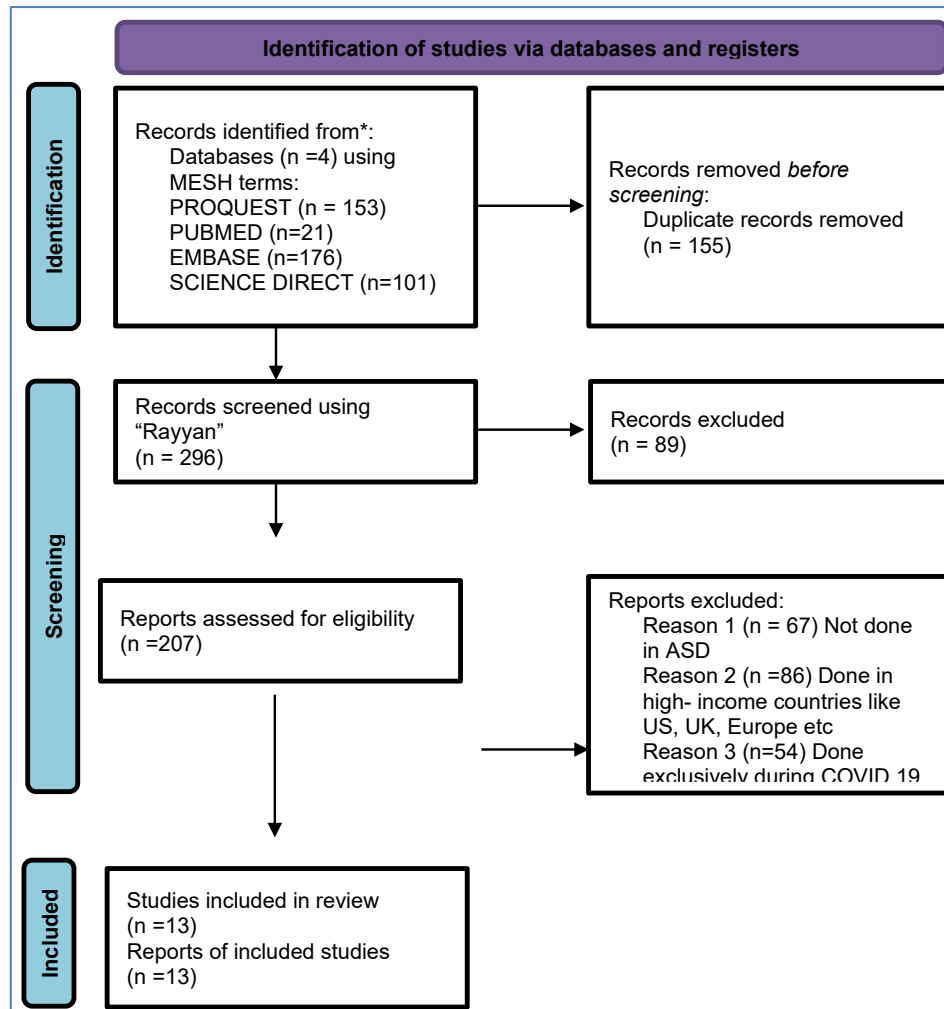 Identification of studies via databases and registers
Identification
Records identified from*:
Databases (n =4) using
MESH terms:
PROQUEST (n = 153)
PUBMED (n=21)
EMBASE (n=176)
SCIENCE DIRECT (n=101)
Records removed before
screening:
Duplicate records removed
(n = 155)
Screening
Records screened using
“Rayyan”
(n = 296)
Records excluded
(n = 89)
Reports assessed for eligibility
(n =207)
Reports excluded:
Reason 1 (n = 67) Not done
in ASD
Reason 2 (n =86) Done in
high- income countries like
US, UK, Europe etc
Reason 3 (n=54) Done
exclusively during COVID 19
Included
Studies included in review
(n =13)
Reports of included studies
(n =13)